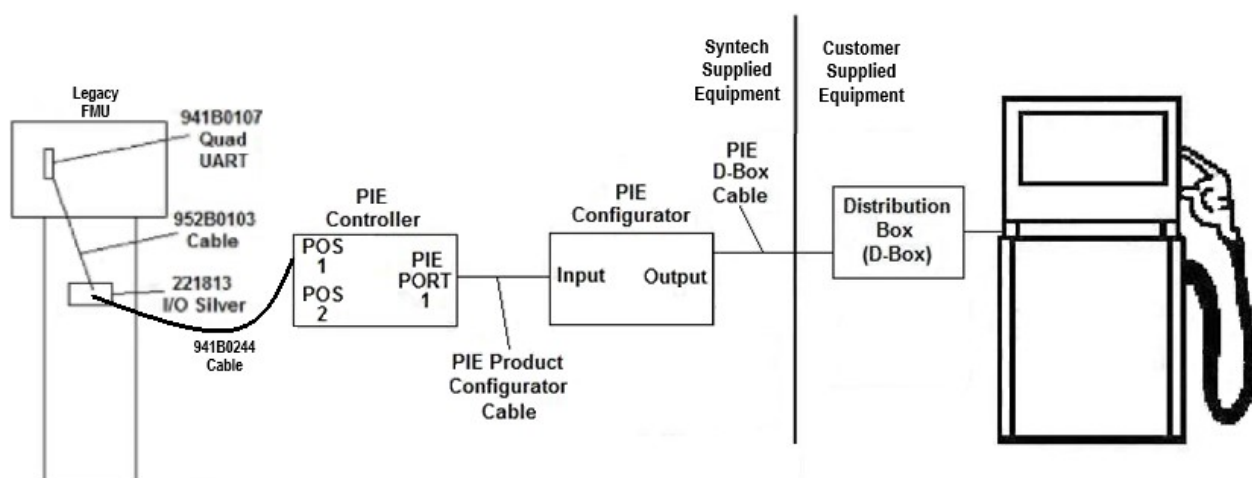 Legacy
FMU
941B0107
Quad
UART
952B0103
Cable
221813
I/O Silver
941B0244
Cable
PIE
Controller
POS
1
POS
2
PIE
PORT
1
PIE Product
Configurator
Cable
PIE
Configurator
Input
Output
PIE
D-Box
Cable
Syntech
Supplied
Equipment
Customer
Supplied
Equipment
Distribution
Box
(D-Box)